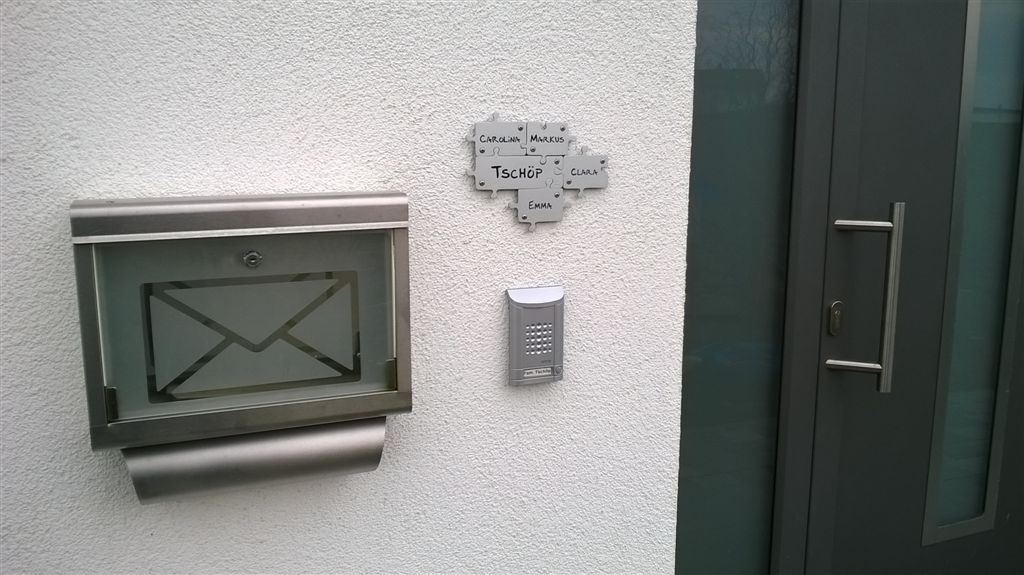 CAROLINA MARKUS
TSCHÖP CLARA
EMMA
Fam. Tschöp